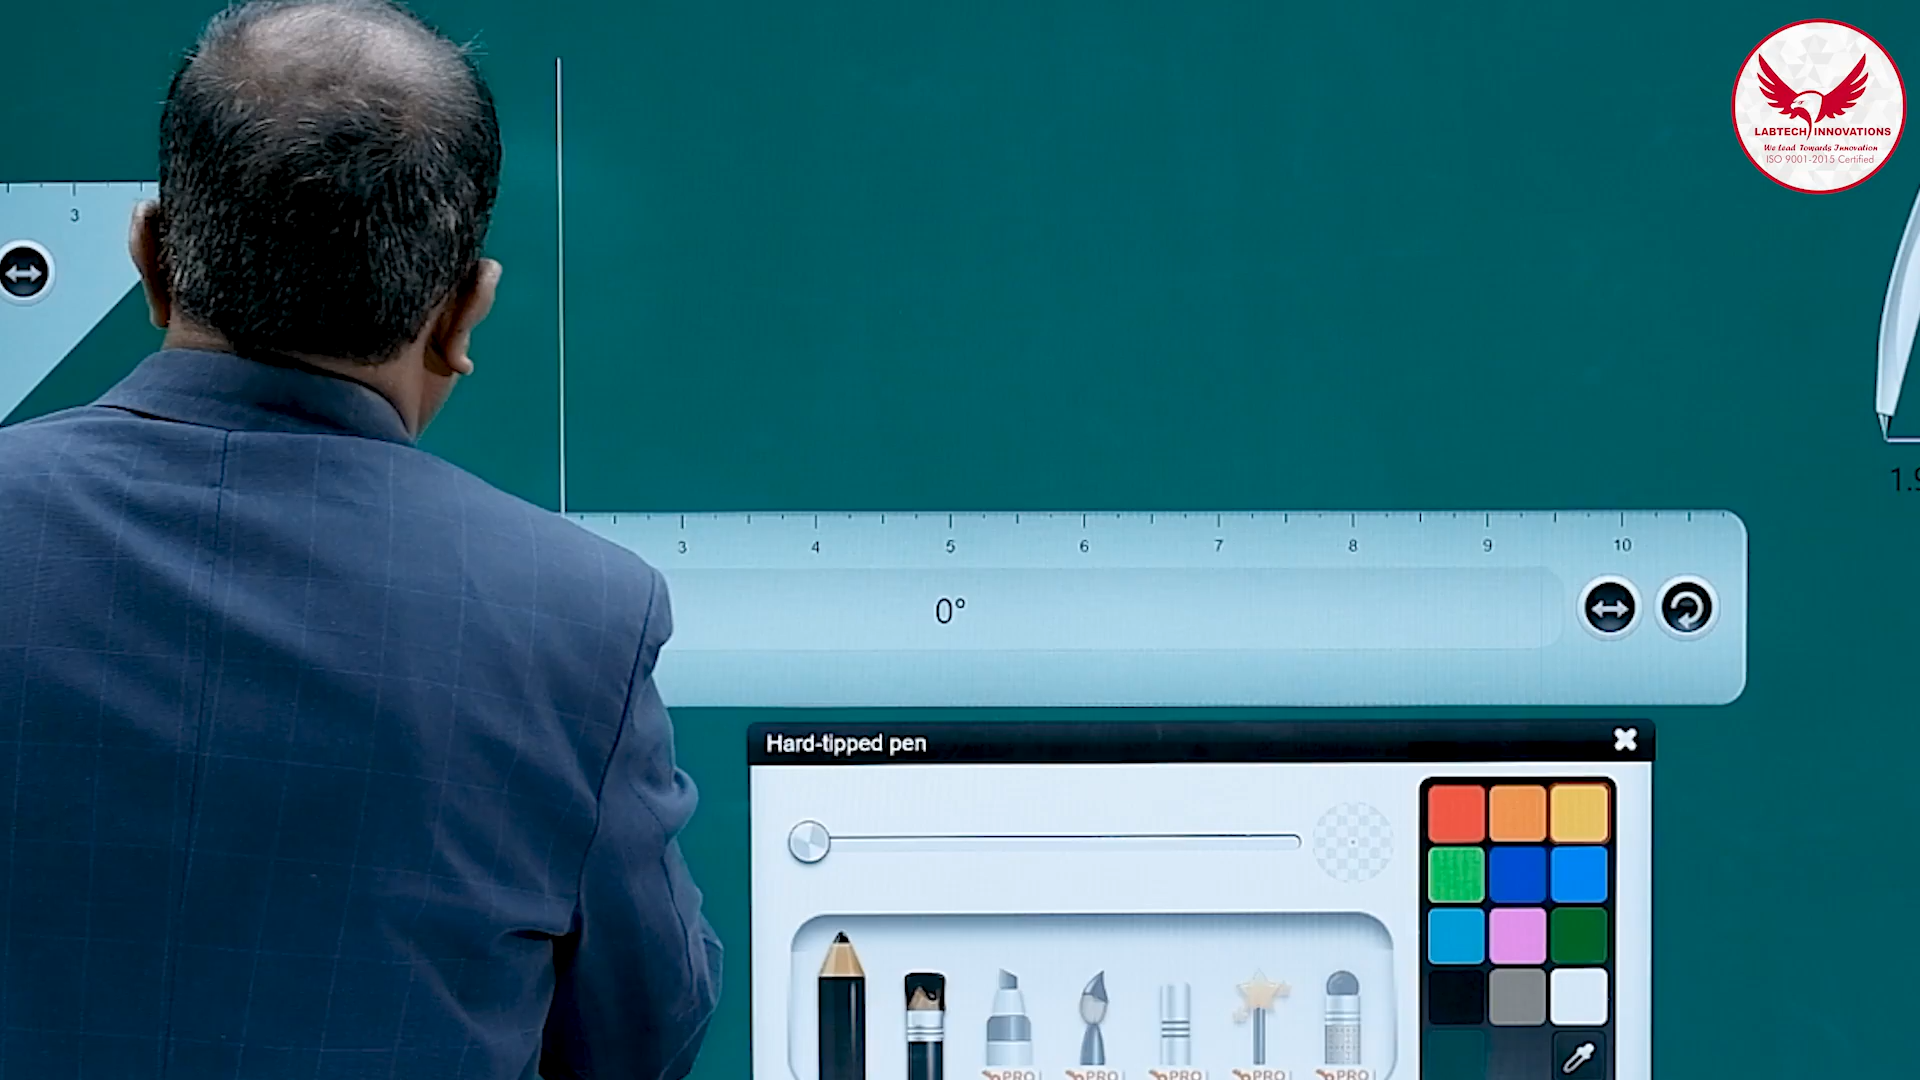 LABTECH INNOVATIONS
We lead Towards Innovation
ISO 9001-2015 Certified
3
3 4 5 6 7 8 9 10
0°
Hard-tipped pen
PRO PRO PRO PRO PRO